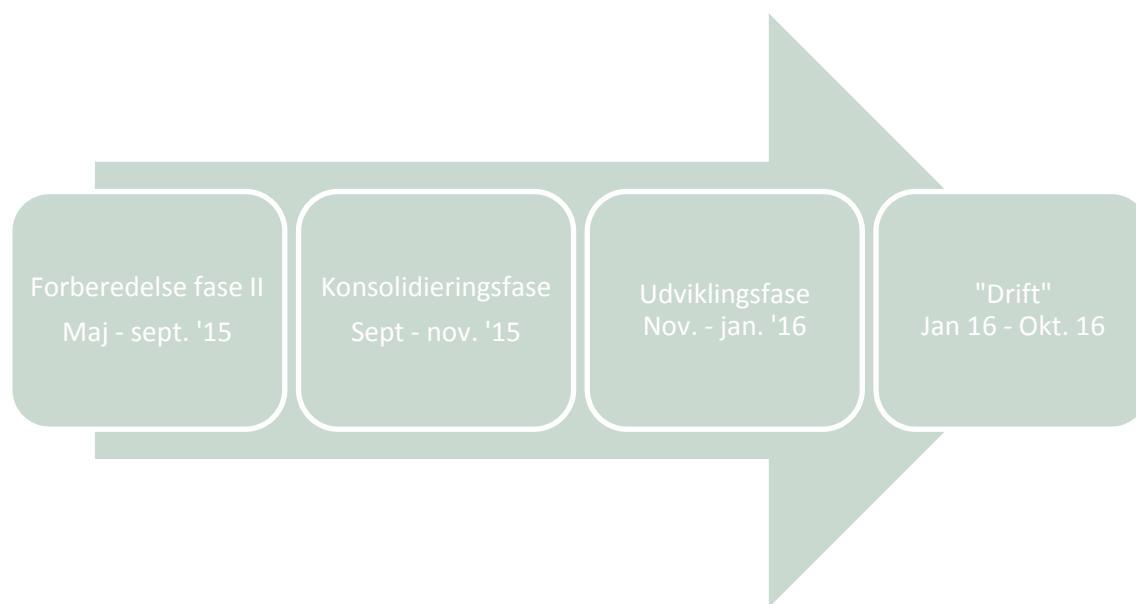 Forberedelse fase II
Maj - sept. '15
Konsolidieringsfase
Sept - nov. '15
Udviklingsfase
Nov. - jan. '16
"Drift"
Jan 16 - Okt. 16